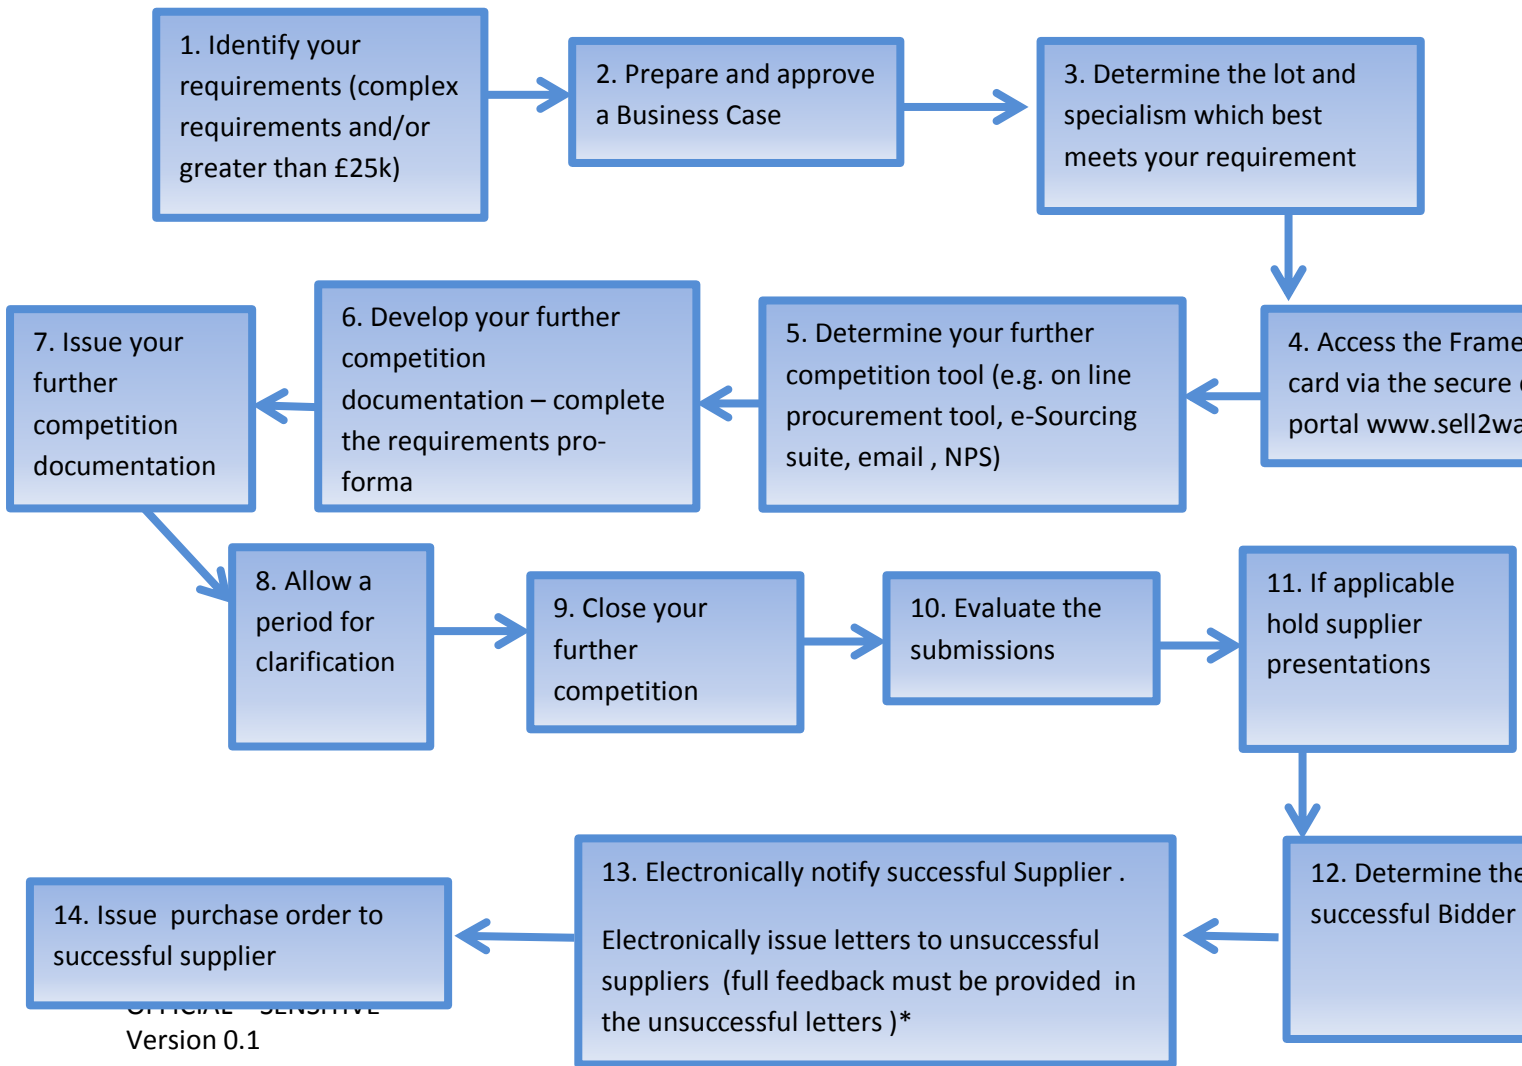 1. Identify your
requirements (complex
requirements and/or
greater than £25k)
2. Prepare and approve
a Business Case
3. Determine the lot and
specialism which best
meets your requirement
4. Access the Frame
card via the secure
portal www.sell2wa
5. Determine your further
competition tool (e.g. on line
procurement tool, e-Sourcing
suite, email , NPS)
6. Develop your further
competition
documentation – complete
the requirements pro-
forma
7. Issue your
further
competition
documentation
8. Allow a
period for
clarification
9. Close your
further
competition
10. Evaluate the
submissions
11. If applicable
hold supplier
presentations
12. Determine the
successful Bidder
13. Electronically notify successful Supplier .
Electronically issue letters to unsuccessful
suppliers (full feedback must be provided in
the unsuccessful letters )*
14. Issue purchase order to
successful supplier
OFFICIAL SENSITIVE
Version 0.1